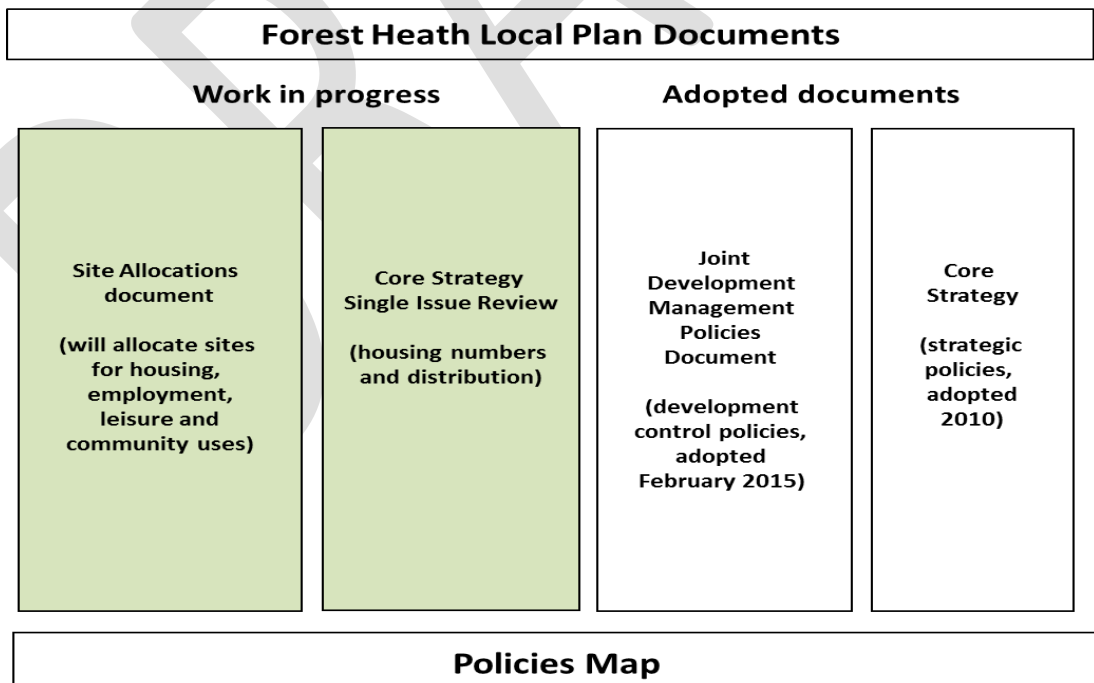 Forest Heath Local Plan Documents
Work in progress
Adopted documents
Site Allocations
document
(will allocate sites
for housing,
employment,
leisure and
community uses)
Core Strategy
Single Issue Review
(housing numbers
and distribution)
Joint
Development
Management
Policies
Document
(development
control policies,
adopted
February 2015)
Core
Strategy
(strategic
policies,
adopted
2010)
Policies Map